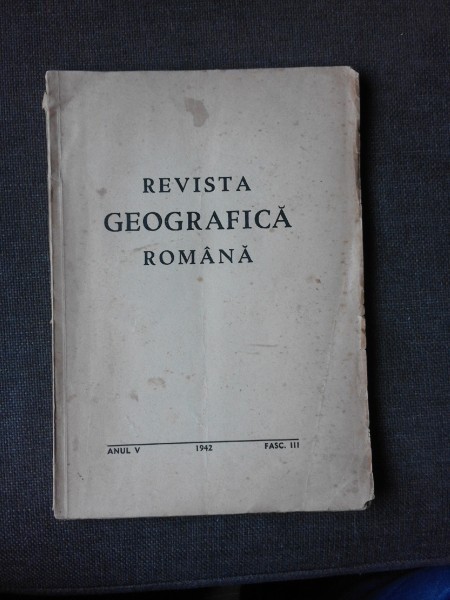 REVISTA
GEOGRAFICĂ
ROMÂNĂ
ANUL V 1942 FASC. III